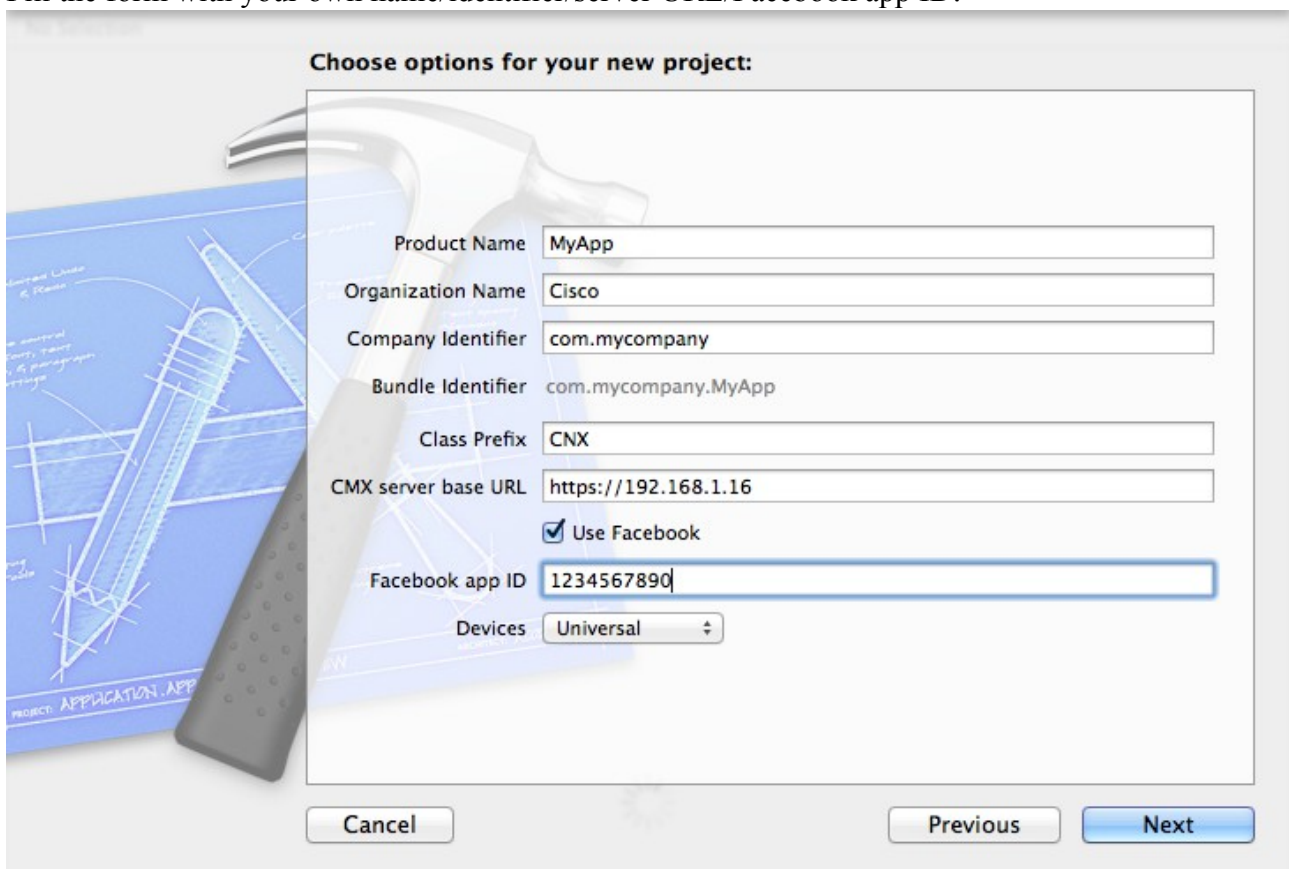 Choose options for your new project:
Product Name MyApp
Organization Name Cisco
Company Identifier com.mycompany
Bundle Identifier com.mycompany.MyApp
Class Prefix CNX
CMX server base URL https://192.168.1.16
Use Facebook
Facebook app ID 1234567890
Devices Universal
PROJECT: APPLICATION.APP
Cancel Previous Next